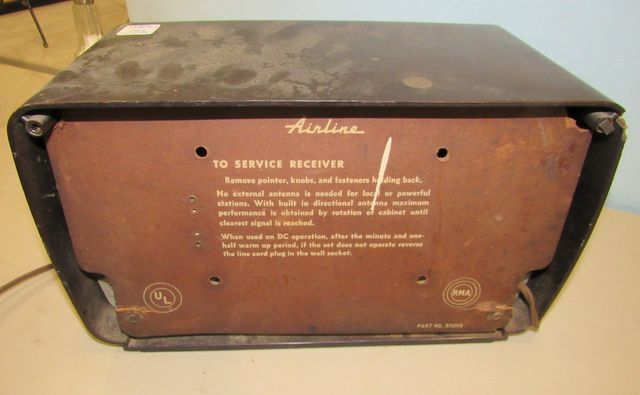 Airline
TO SERVICE RECEIVER
Remove pointer, knobs, and fasteners holding back.
No external antenna is needed for local or powerful
stations. With built in directional antenna maximum
performance is obtained by rotation of cabinet until
clearest signal is reached.
When used on DC operation, after the minute and one-
half warm up period, if the set does not operate reverse
the line cord plug in the wall socket.
UL
RMA
PART NO.